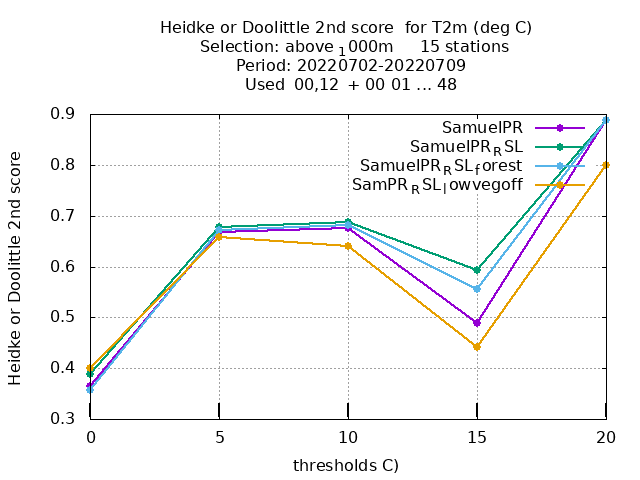 Heidke or Doolittle 2nd score  for T2m (deg C)
Selection: above ₁000m     15 stations
Period: 20220702-20220709
Used  00,12  + 00 01 ... 48
Heidke or Doolittle 2nd score
0.9
0.8
0.7
0.6
0.5
0.4
0.3
SamuelPR
SamuelPR_RSL
SamuelPR_RSL_forest
SamPR_RSL_lowvegoff
0 5 10 15 20
thresholds C)